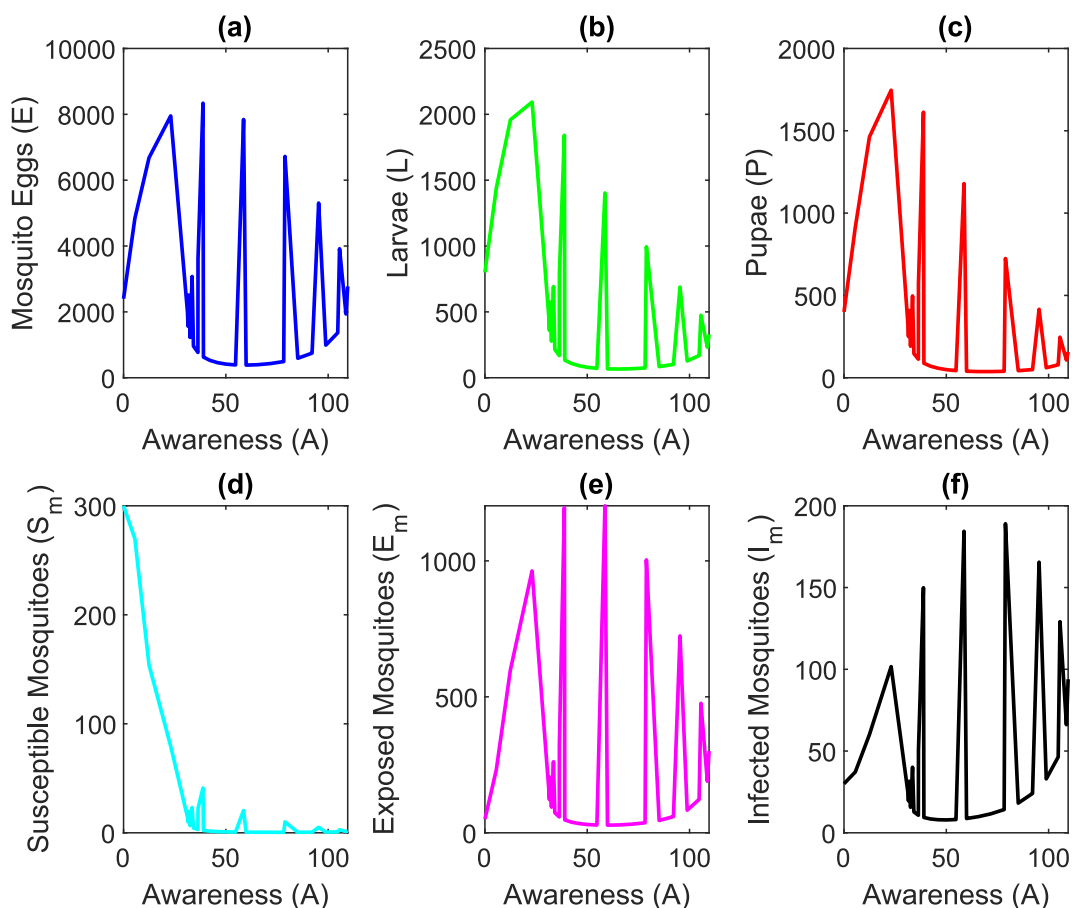 (a)
10000
8000
6000
4000
2000
0
0 50 100
Mosquito Eggs (E)
Awareness (A)
(b)
2500
2000
1500
1000
500
0
0 50 100
Larvae (L)
Awareness (A)
(c)
2000
1500
1000
500
0
0 50 100
Pupae (P)
Awareness (A)
(d)
300
200
100
0
0 50 100
Susceptible Mosquitoes (S_m)
Awareness (A)
(e)
1000
500
0
0 50 100
Exposed Mosquitoes (E_m)
Awareness (A)
(f)
200
150
100
50
0
0 50 100
Infected Mosquitoes (I_m)
Awareness (A)